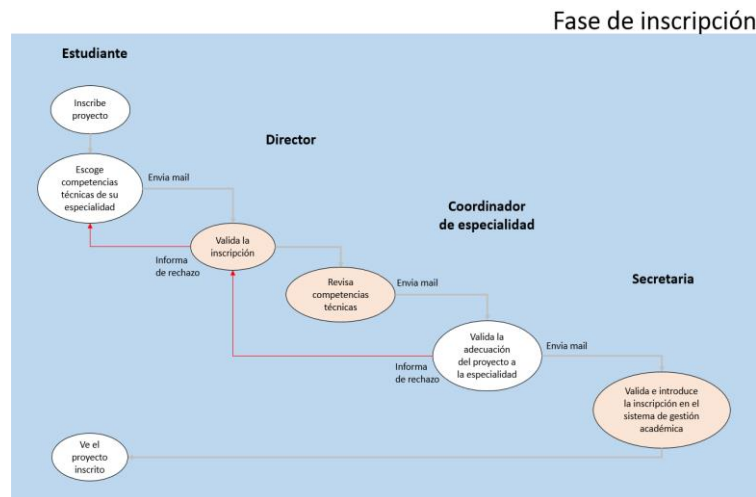 Fase de inscripción
Estudiante
Inscribe
proyecto
Director
Escoge
competencias
técnicas de su
especialidad
Envia mail
Coordinador
de especialidad
Valida la
inscripción
Informa
de rechazo
Revisa
competencias
técnicas
Envia mail
Secretaria
Valida la
adecuación
del proyecto a
la especialidad
Envia mail
Informa
de rechazo
Valida e introduce
la inscripción en el
sistema de gestión
académica
Ve el
proyecto
inscrito